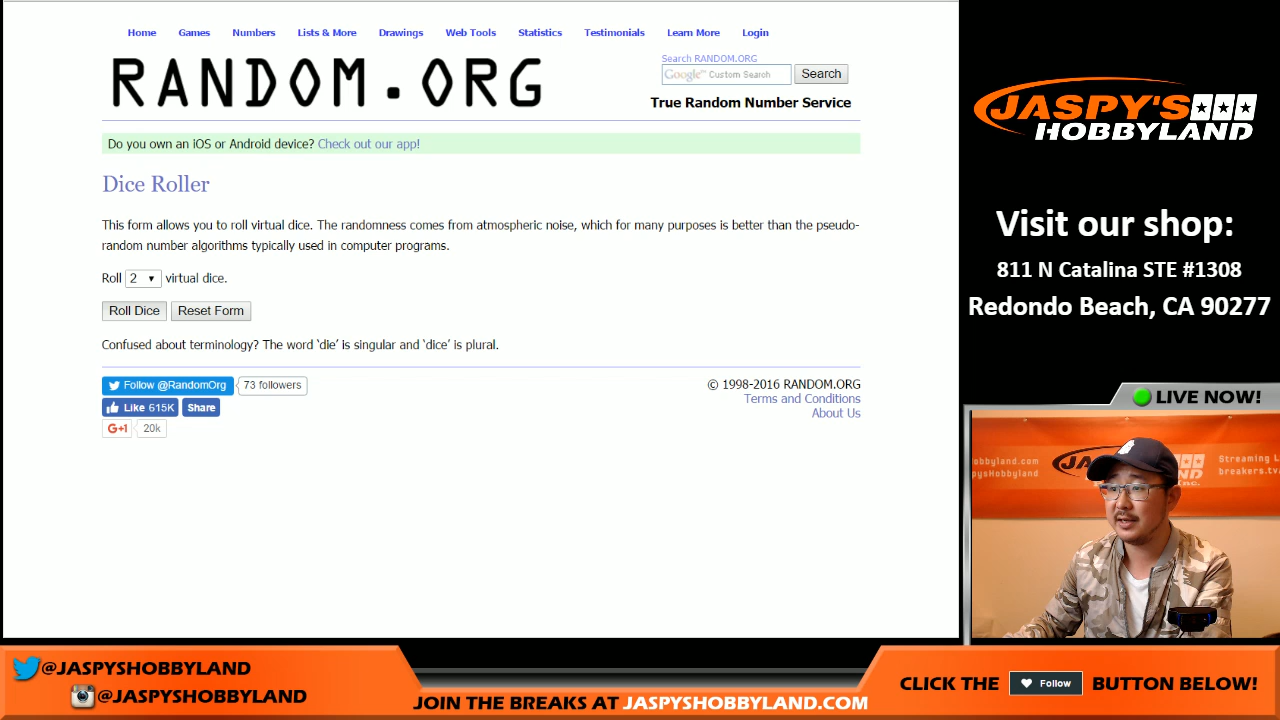 Home Games Numbers Lists & More Drawings Web Tools Statistics Testimonials Learn More Login
RANDOM.ORG
Search RANDOM.ORG
Google™ Custom Search
Search
True Random Number Service
Do you own an iOS or Android device? Check out our app!
Dice Roller
This form allows you to roll virtual dice. The randomness comes from atmospheric noise, which for many purposes is better than the pseudo-
random number algorithms typically used in computer programs.
Roll 2 virtual dice.
Roll Dice Reset Form
Confused about terminology? The word ‘die’ is singular and ‘dice’ is plural.
Follow @RandomOrg 73 followers
Like 615K Share
G+1 20k
© 1998-2016 RANDOM.ORG
Terms and Conditions
About Us
JASPY'S
HOBBYLAND
Visit our shop:
811 N Catalina STE #1308
Redondo Beach, CA 90277
LIVE NOW!
Streaming
breakers.tv
@JASPYSHOBBYLAND
@JASPYSHOBBYLAND
JOIN THE BREAKS AT JASPYSHOBBYLAND.COM
CLICK THE Follow BUTTON BELOW!